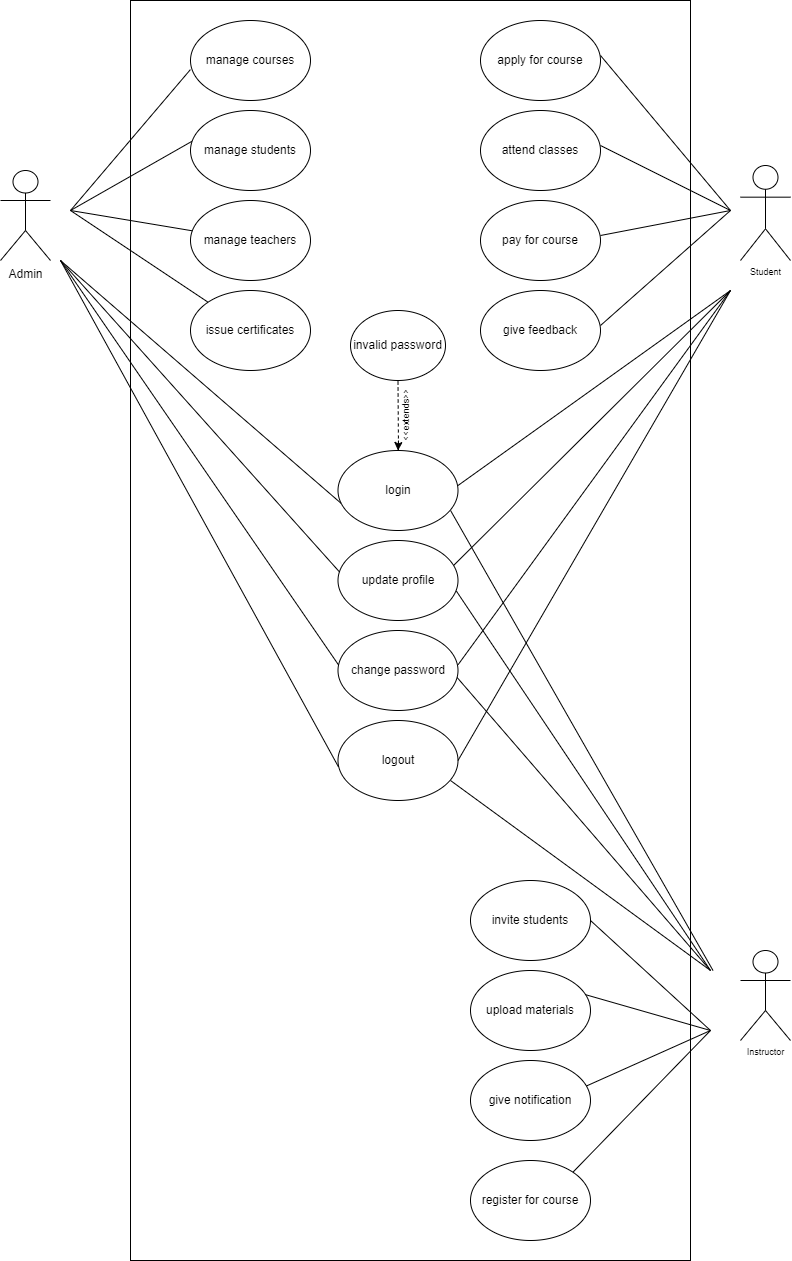 manage courses
apply for course
manage students
attend classes
manage teachers
pay for course
Admin
Student
issue certificates
give feedback
invalid password
<<extends>>
login
update profile
change password
logout
invite students
upload materials
Instructor
give notification
register for course